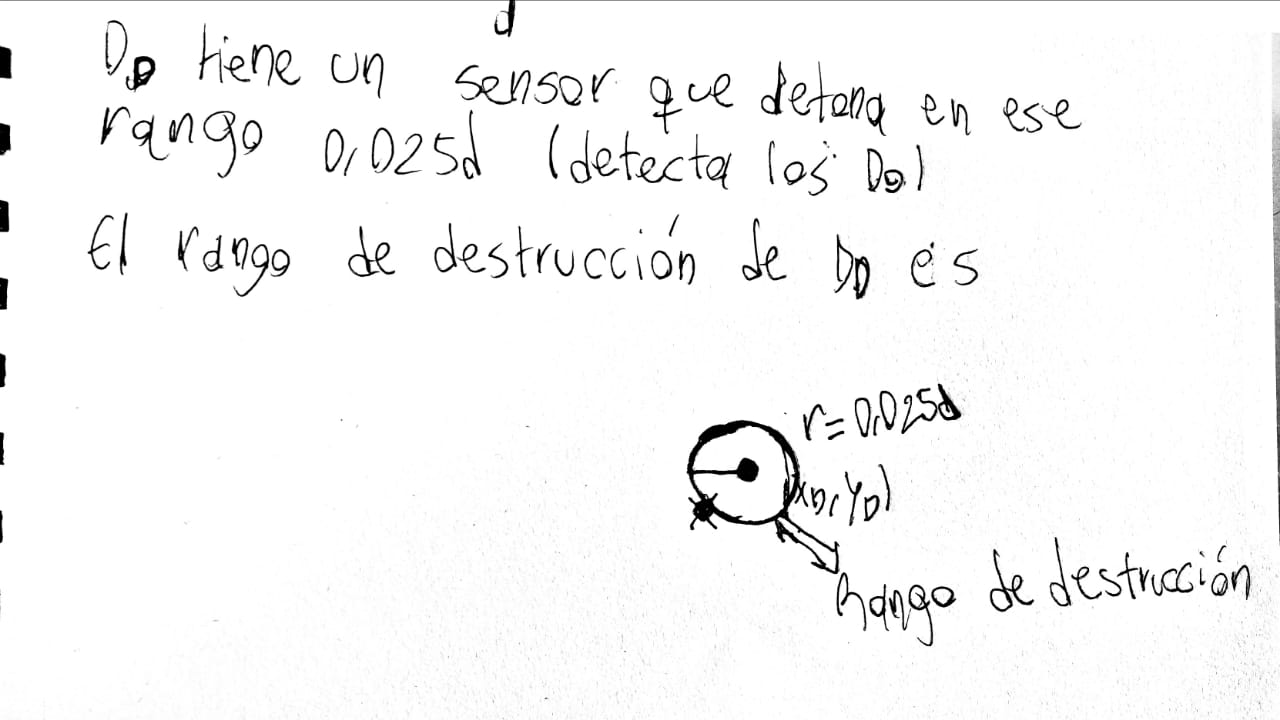 d
D_D tiene un sensor que detona en ese
rango 0,025d (detecta los D_O)
El rango de destrucción de D_D es
r=0,025d
(x_D, y_D)
Rango de destrucción